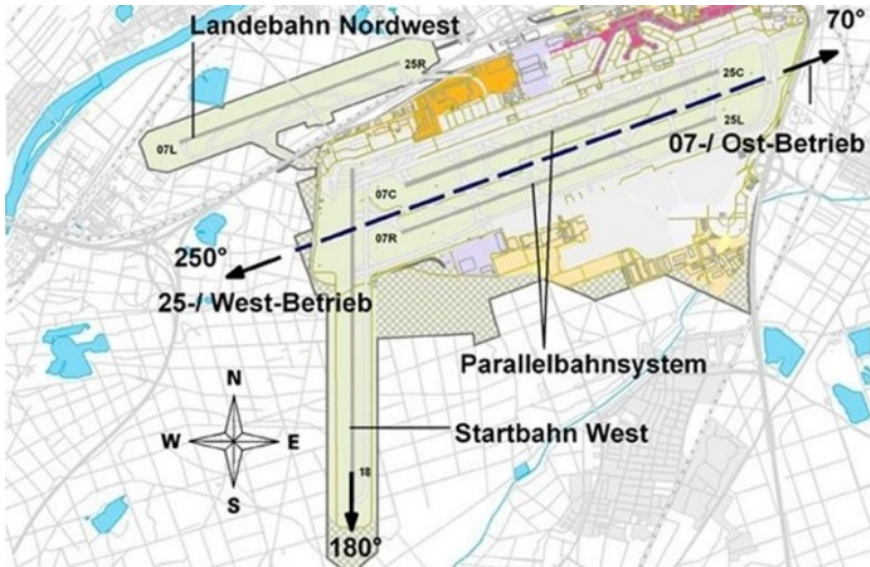 Landebahn Nordwest
70°
25R
25C
07L
25L
07-/ Ost-Betrieb
07C
07R
250°
25-/ West-Betrieb
Parallelbahnsystem
N
W
E
S
Startbahn West
18
180°